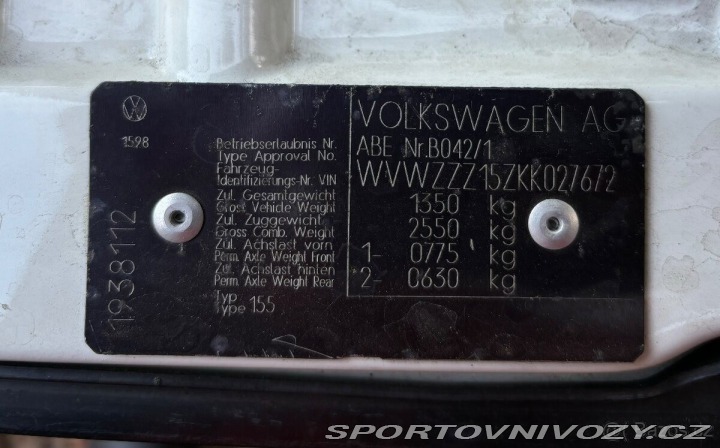 VW
1598
1938112
Betriebserlaubnis Nr.
Type Approval No.
Fahrzeug-
Identifizierungs-Nr. VIN
Zul. Gesamtgewicht
Gross Vehicle Weight
Zul. Zuggewicht
Gross Comb. Weight
Zul. Achslast vorn
Perm. Axle Weight Front
Zul. Achslast hinten
Perm. Axle Weight Rear
Typ
Type 155
VOLKSWAGEN AG
ABE Nr.B042/1
WVWZZZ15ZKK027672
1350 kg
2550 kg
1- 0775 kg
2- 0630 kg
SPORTOVNIVOZY.CZ